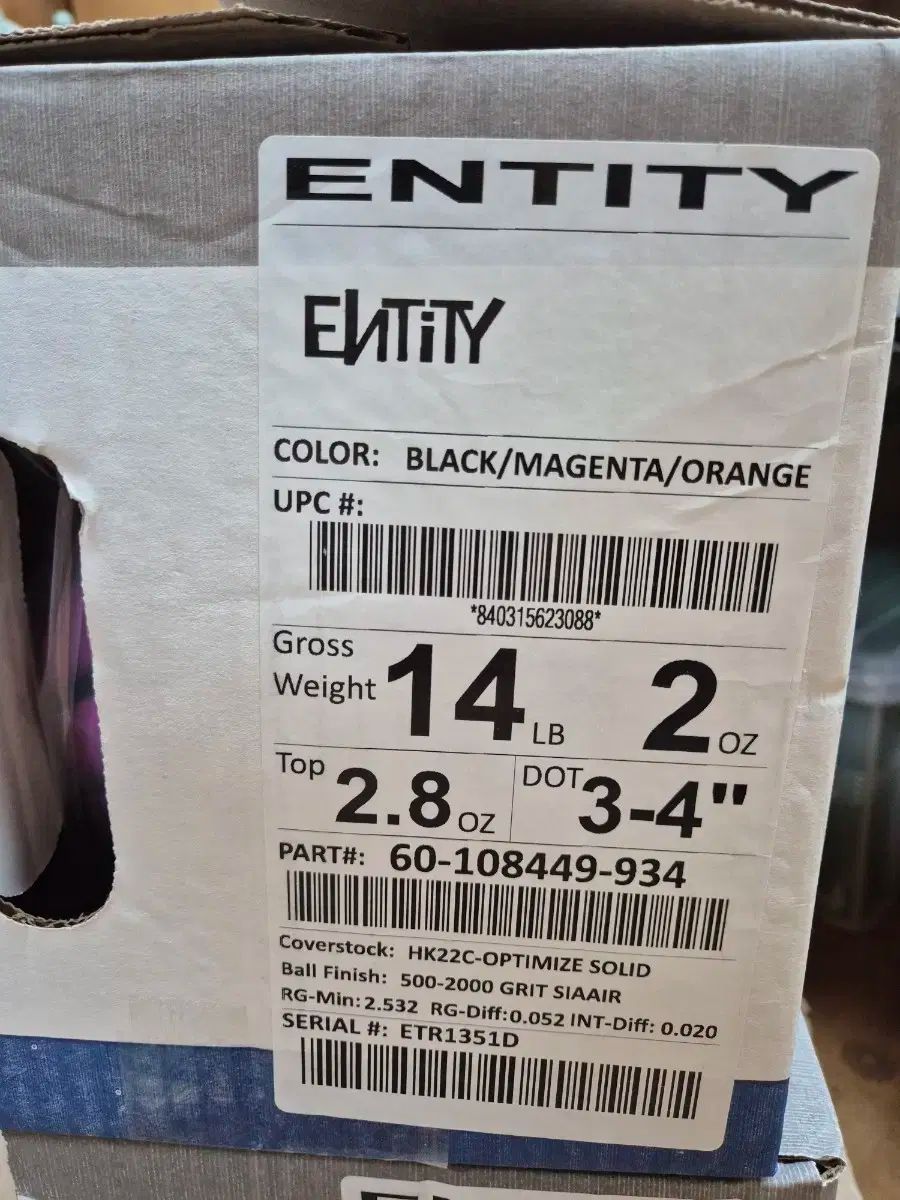 ENTITY
ENTiTY
COLOR: BLACK/MAGENTA/ORANGE
UPC #:
*840315623088*
Gross Weight 14 LB 2 OZ
Top 2.8 OZ DOT 3-4"
PART#: 60-108449-934
Coverstock: HK22C-OPTIMIZE SOLID
Ball Finish: 500-2000 GRIT SIAAIR
RG-Min: 2.532 RG-Diff: 0.052 INT-Diff: 0.020
SERIAL #: ETR1351D